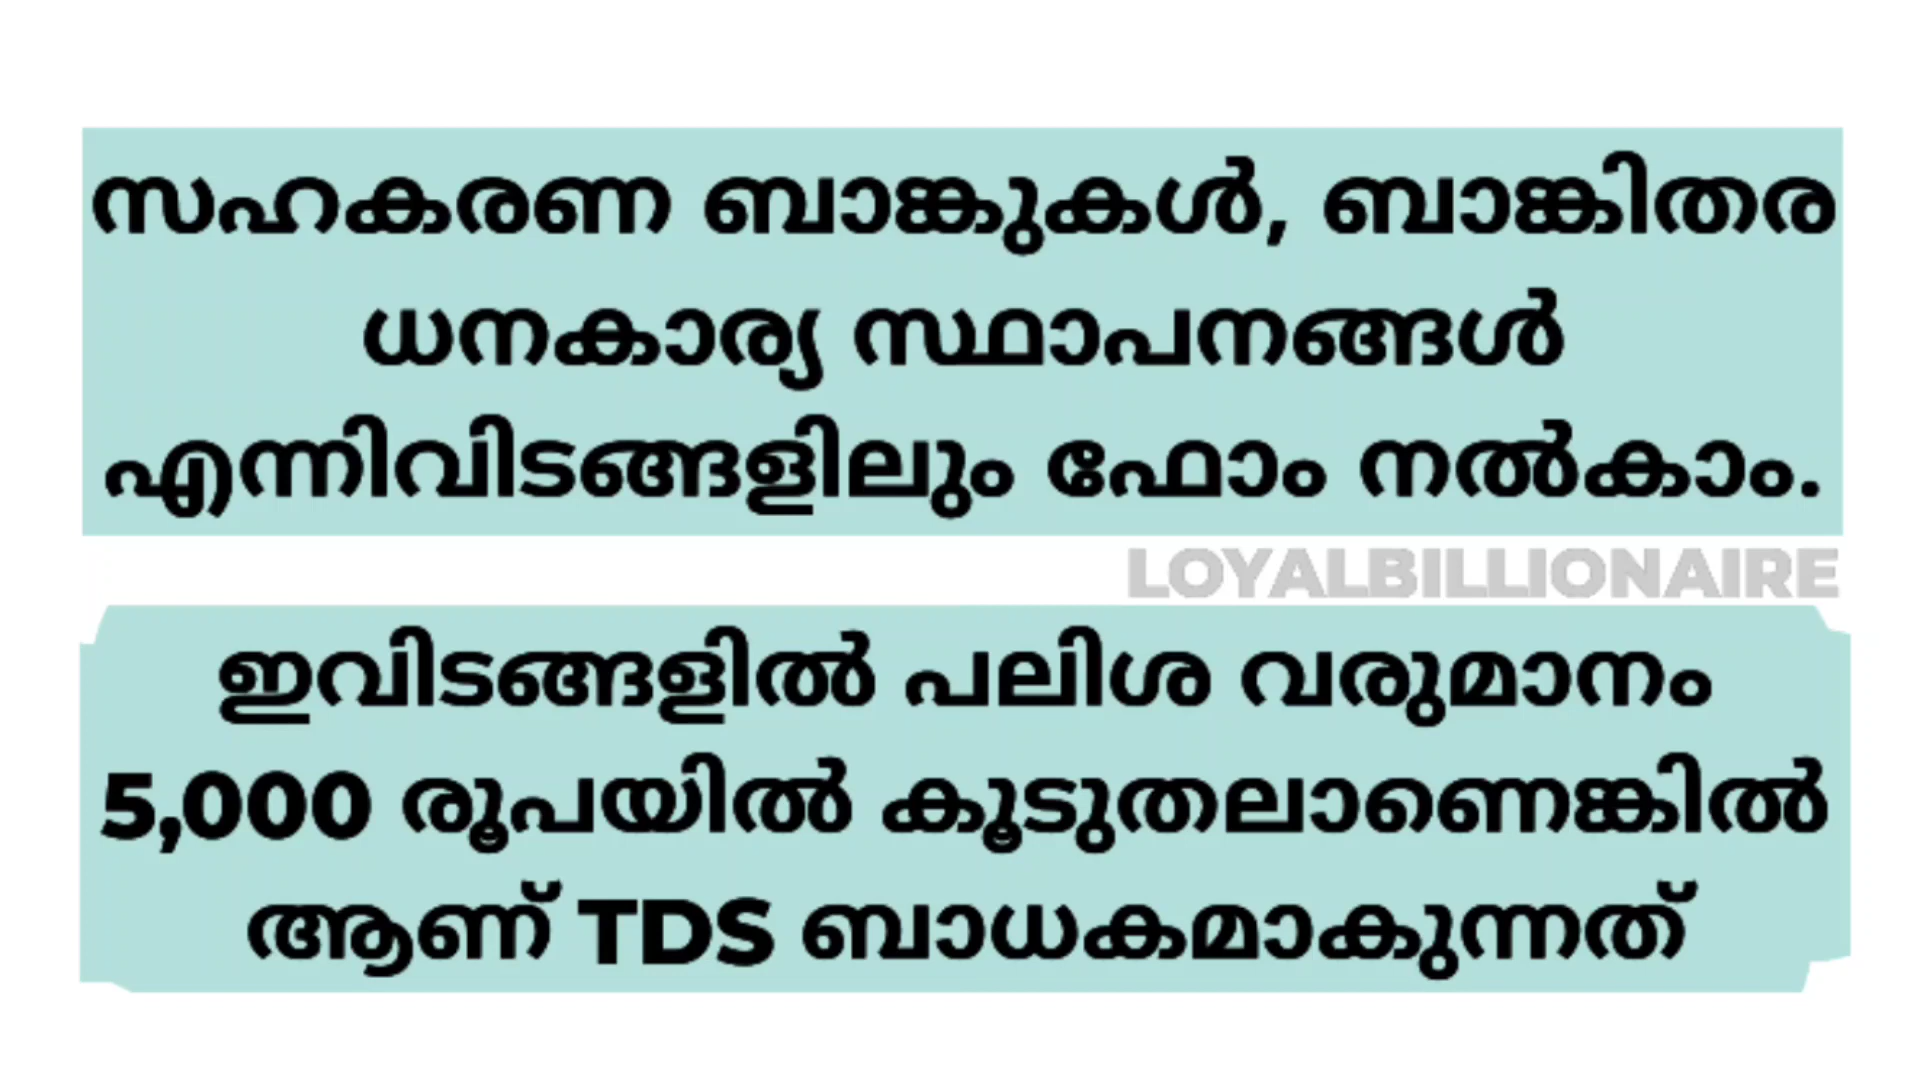 സഹകരണ ബാങ്കുകൾ, ബാങ്കിതര
ധനകാര്യ സ്ഥാപനങ്ങൾ
എന്നിവിടങ്ങളിലും ഫോം നൽകാം.
LOYALBILLIONAIRE
ഇവിടങ്ങളിൽ പലിശ വരുമാനം
5,000 രൂപയിൽ കൂടുതലാണെങ്കിൽ
ആണ് TDS ബാധകമാകുന്നത്